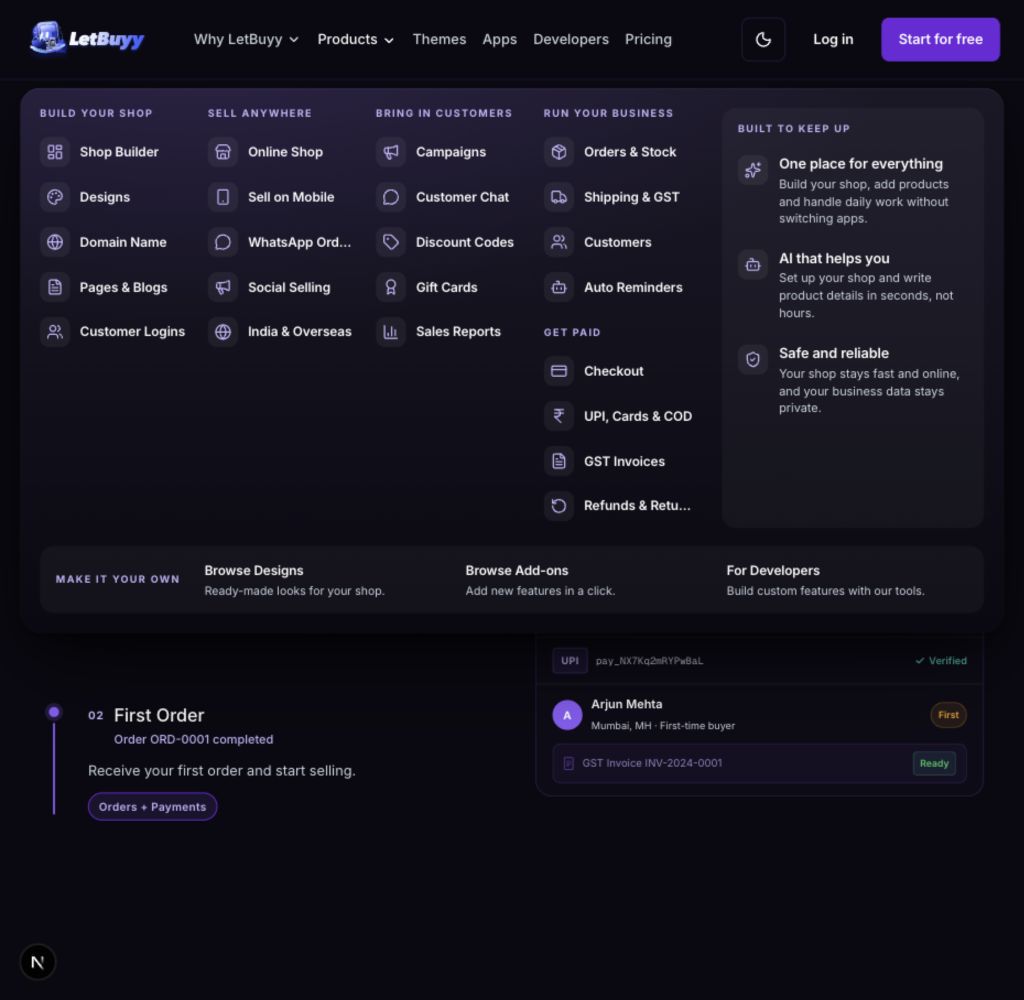 LetBuyy
Why LetBuyy
Products
Themes
Apps
Developers
Pricing
Log in
Start for free
BUILD YOUR SHOP
Shop Builder
Designs
Domain Name
Pages & Blogs
Customer Logins
SELL ANYWHERE
Online Shop
Sell on Mobile
WhatsApp Ord...
Social Selling
India & Overseas
BRING IN CUSTOMERS
Campaigns
Customer Chat
Discount Codes
Gift Cards
Sales Reports
RUN YOUR BUSINESS
Orders & Stock
Shipping & GST
Customers
Auto Reminders
GET PAID
Checkout
UPI, Cards & COD
GST Invoices
Refunds & Retu...
BUILT TO KEEP UP
One place for everything
Build your shop, add products
and handle daily work without
switching apps.
AI that helps you
Set up your shop and write
product details in seconds, not
hours.
Safe and reliable
Your shop stays fast and online,
and your business data stays
private.
MAKE IT YOUR OWN
Browse Designs
Ready-made looks for your shop.
Browse Add-ons
Add new features in a click.
For Developers
Build custom features with our tools.
02 First Order
Order ORD-0001 completed
Receive your first order and start selling.
Orders + Payments
UPI pay_NX7Kq2mRYPwBaL ✓ Verified
A
Arjun Mehta
Mumbai, MH · First-time buyer
First
GST Invoice INV-2024-0001
Ready
N